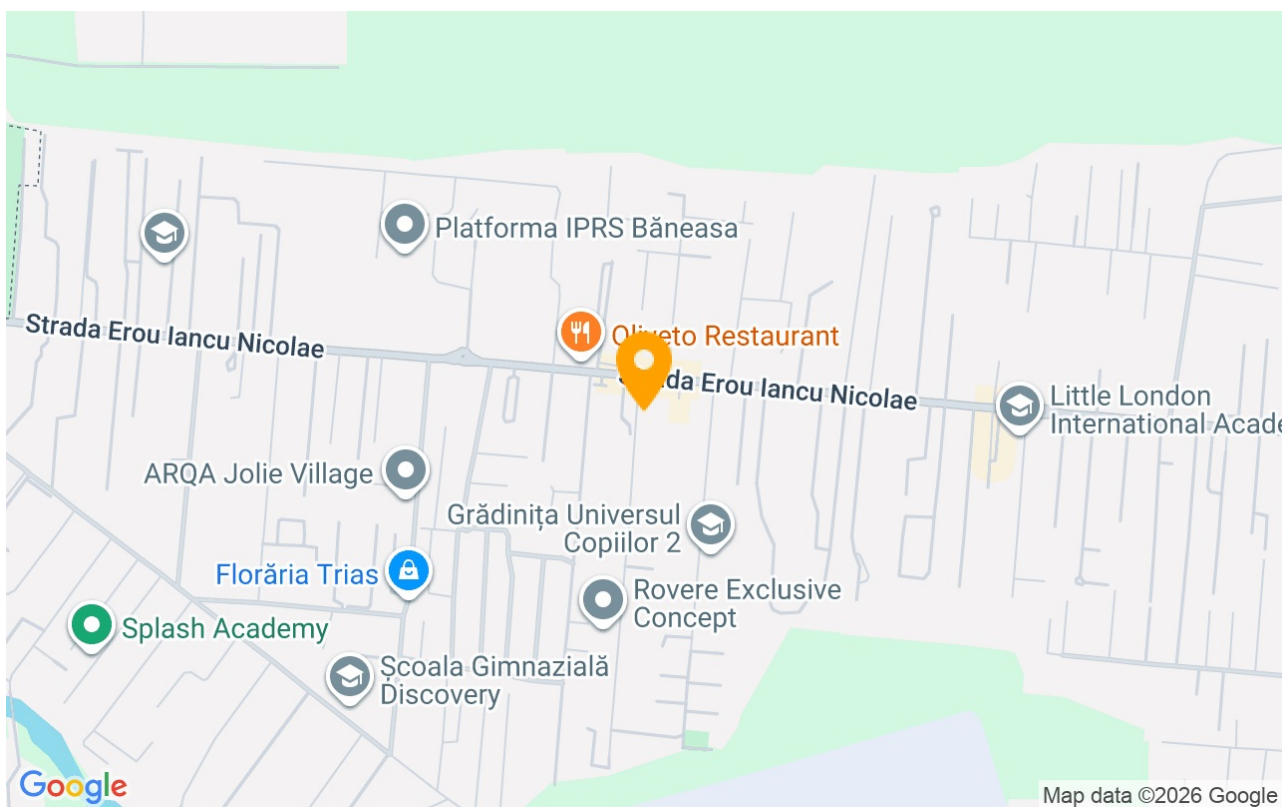 Platforma IPRS Băneasa
Strada Erou Iancu Nicolae
Oliveto Restaurant
Strada Erou Iancu Nicolae
Little London
International Acade
ARQA Jolie Village
Grădinița Universul
Copiilor 2
Florăria Trias
Rovere Exclusive
Concept
Splash Academy
Școala Gimnazială
Discovery
Google
Map data ©2026 Google